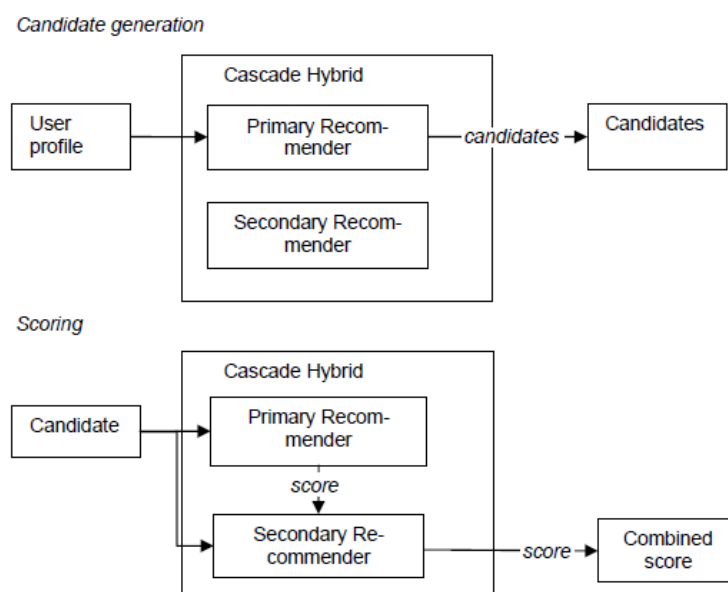 Candidate generation
Cascade Hybrid
User
profile
Primary Recom-
mender
candidates
Candidates
Secondary Recom-
mender
Scoring
Cascade Hybrid
Candidate
Primary Recom-
mender
score
Secondary Re-
commender
score
Combined
score